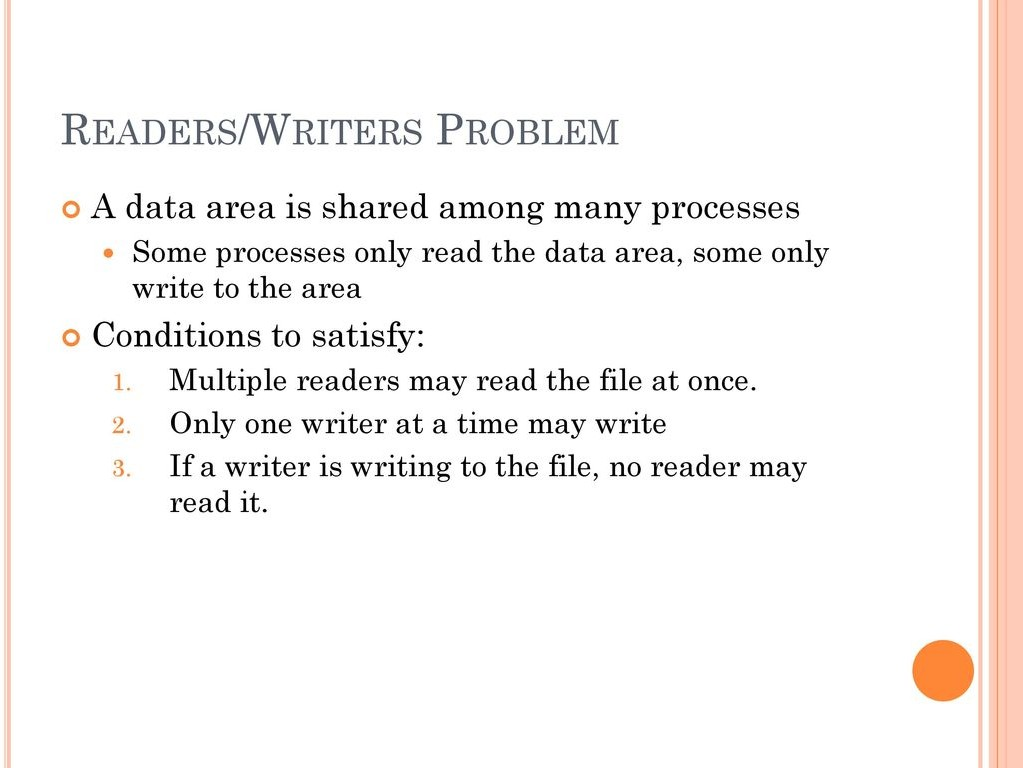 READERS/WRITERS PROBLEM
A data area is shared among many processes
Some processes only read the data area, some only
write to the area
Conditions to satisfy:
1. Multiple readers may read the file at once.
2. Only one writer at a time may write
3. If a writer is writing to the file, no reader may
read it.